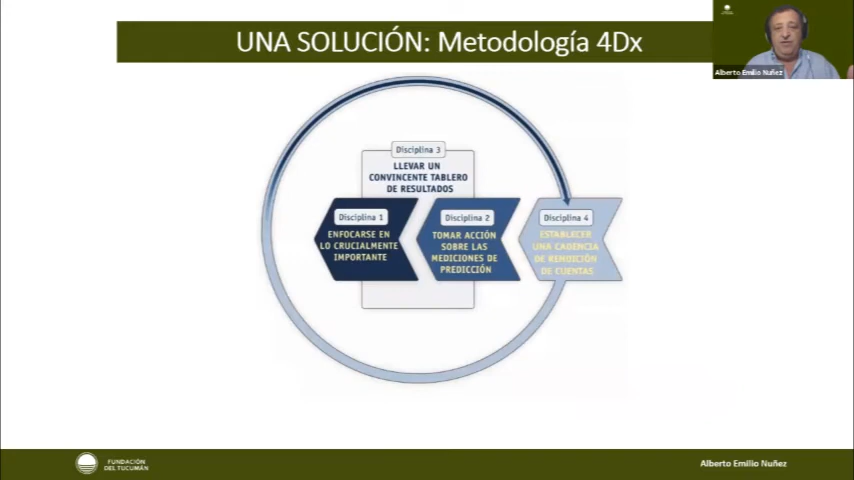 UNA SOLUCIÓN: Metodología 4Dx
Alberto Emilio Nuñez
Disciplina 3
LLEVAR UN
CONVINCENTE TABLERO
DE RESULTADOS
Disciplina 1
ENFOCARSE EN
LO CRUCIALMENTE
IMPORTANTE
Disciplina 2
TOMAR ACCIÓN
SOBRE LAS
MEDICIONES DE
PREDICCIÓN
Disciplina 4
ESTABLECER
UNA CADENCIA
DE RENDICIÓN
DE CUENTAS
FUNDACIÓN
DEL TUCUMÁN
Alberto Emilio Nuñez